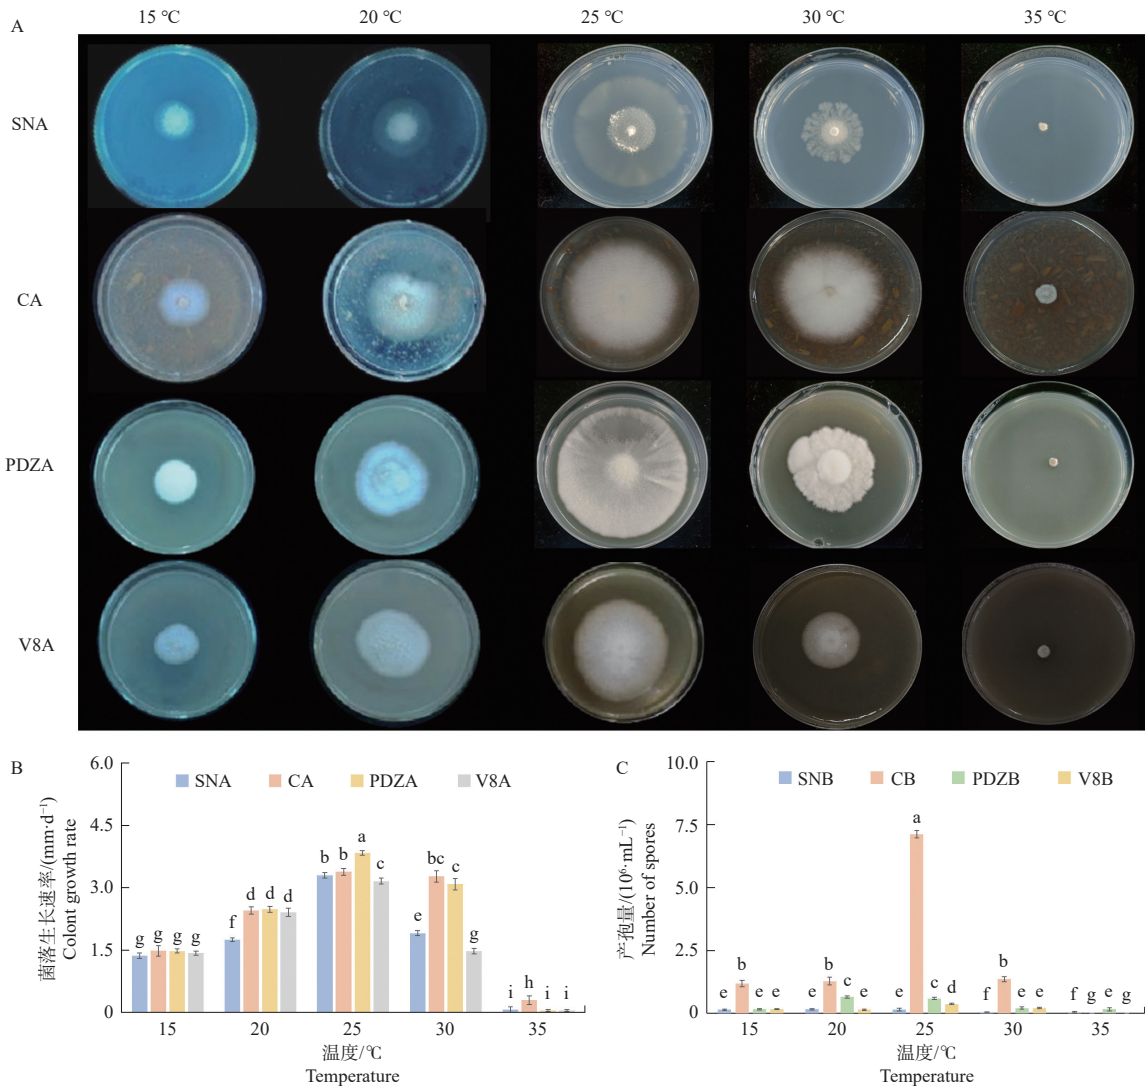 A
15 ℃ 20 ℃ 25 ℃ 30 ℃ 35 ℃
SNA
CA
PDZA
V8A
B
菌落生长速率/(mm·d⁻¹)
Colont growth rate
6.0
4.5
3.0
1.5
0
SNA CA PDZA V8A
g g g g
f d d d
b b a c
e bc c g
i h i i
15 20 25 30 35
温度/℃
Temperature
C
产孢量/(10⁶·mL⁻¹)
Number of spores
10.0
7.5
5.0
2.5
0
SNB CB PDZB V8B
e b e e
e b c e
e a e d
f b e e
f g e g
15 20 25 30 35
温度/℃
Temperature